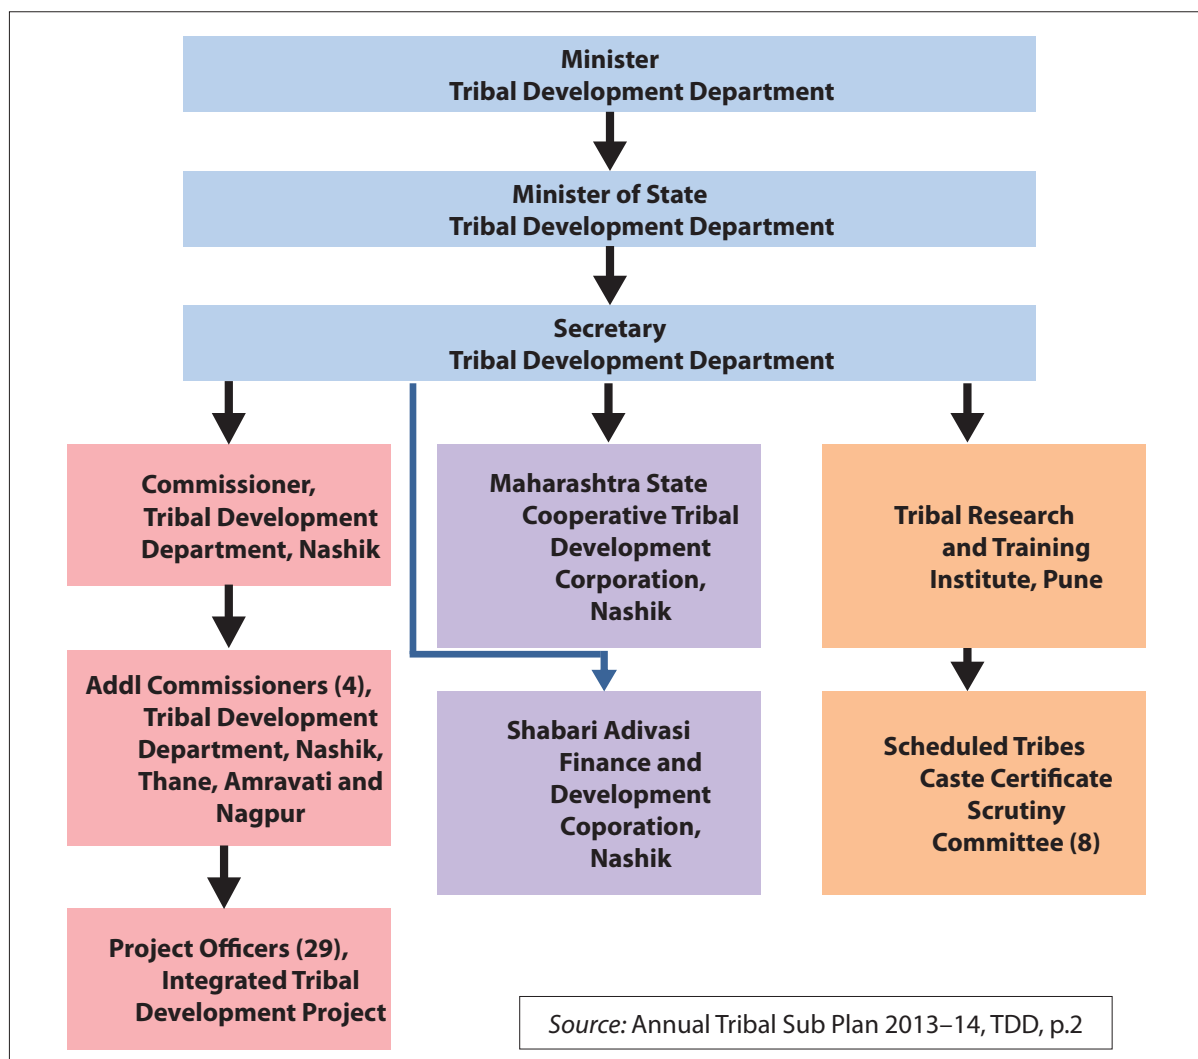 Minister
Tribal Development Department
Minister of State
Tribal Development Department
Secretary
Tribal Development Department
Commissioner,
Tribal Development
Department, Nashik
Maharashtra State
Cooperative Tribal
Development
Corporation,
Nashik
Tribal Research
and Training
Institute, Pune
Addl Commissioners (4),
Tribal Development
Department, Nashik,
Thane, Amravati and
Nagpur
Shabari Adivasi
Finance and
Development
Coporation,
Nashik
Scheduled Tribes
Caste Certificate
Scrutiny
Committee (8)
Project Officers (29),
Integrated Tribal
Development Project
Source: Annual Tribal Sub Plan 2013–14, TDD, p.2